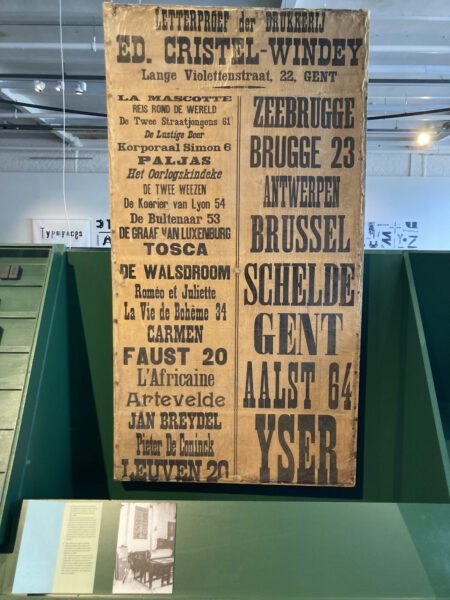 LETTERPROEF der DRUKKERIJ
ED. CRISTEL-WINDEY
Lange Violettenstraat, 22, GENT
LA MASCOTTE
REIS ROND DE WERELD
De Twee Straatjongens 61
De Lustige Boer
Korporaal Simon 6
PALJAS
Het Oorlogskindeke
DE TWEE WEEZEN
De Koerier van Lyon 54
De Bultenaar 53
DE GRAAF VAN LUXENBURG
TOSCA
DE WALSDROOM
Roméo et Juliette
La Vie de Bohême 34
CARMEN
FAUST 20
L'Africaine
Artevelde
JAN BREYDEL
Pieter De Coninck
LEUVEN 20
ZEEBRUGGE
BRUGGE 23
ANTWERPEN
BRUSSEL
SCHELDE
GENT
AALST 64
YSER
TYPEFACES